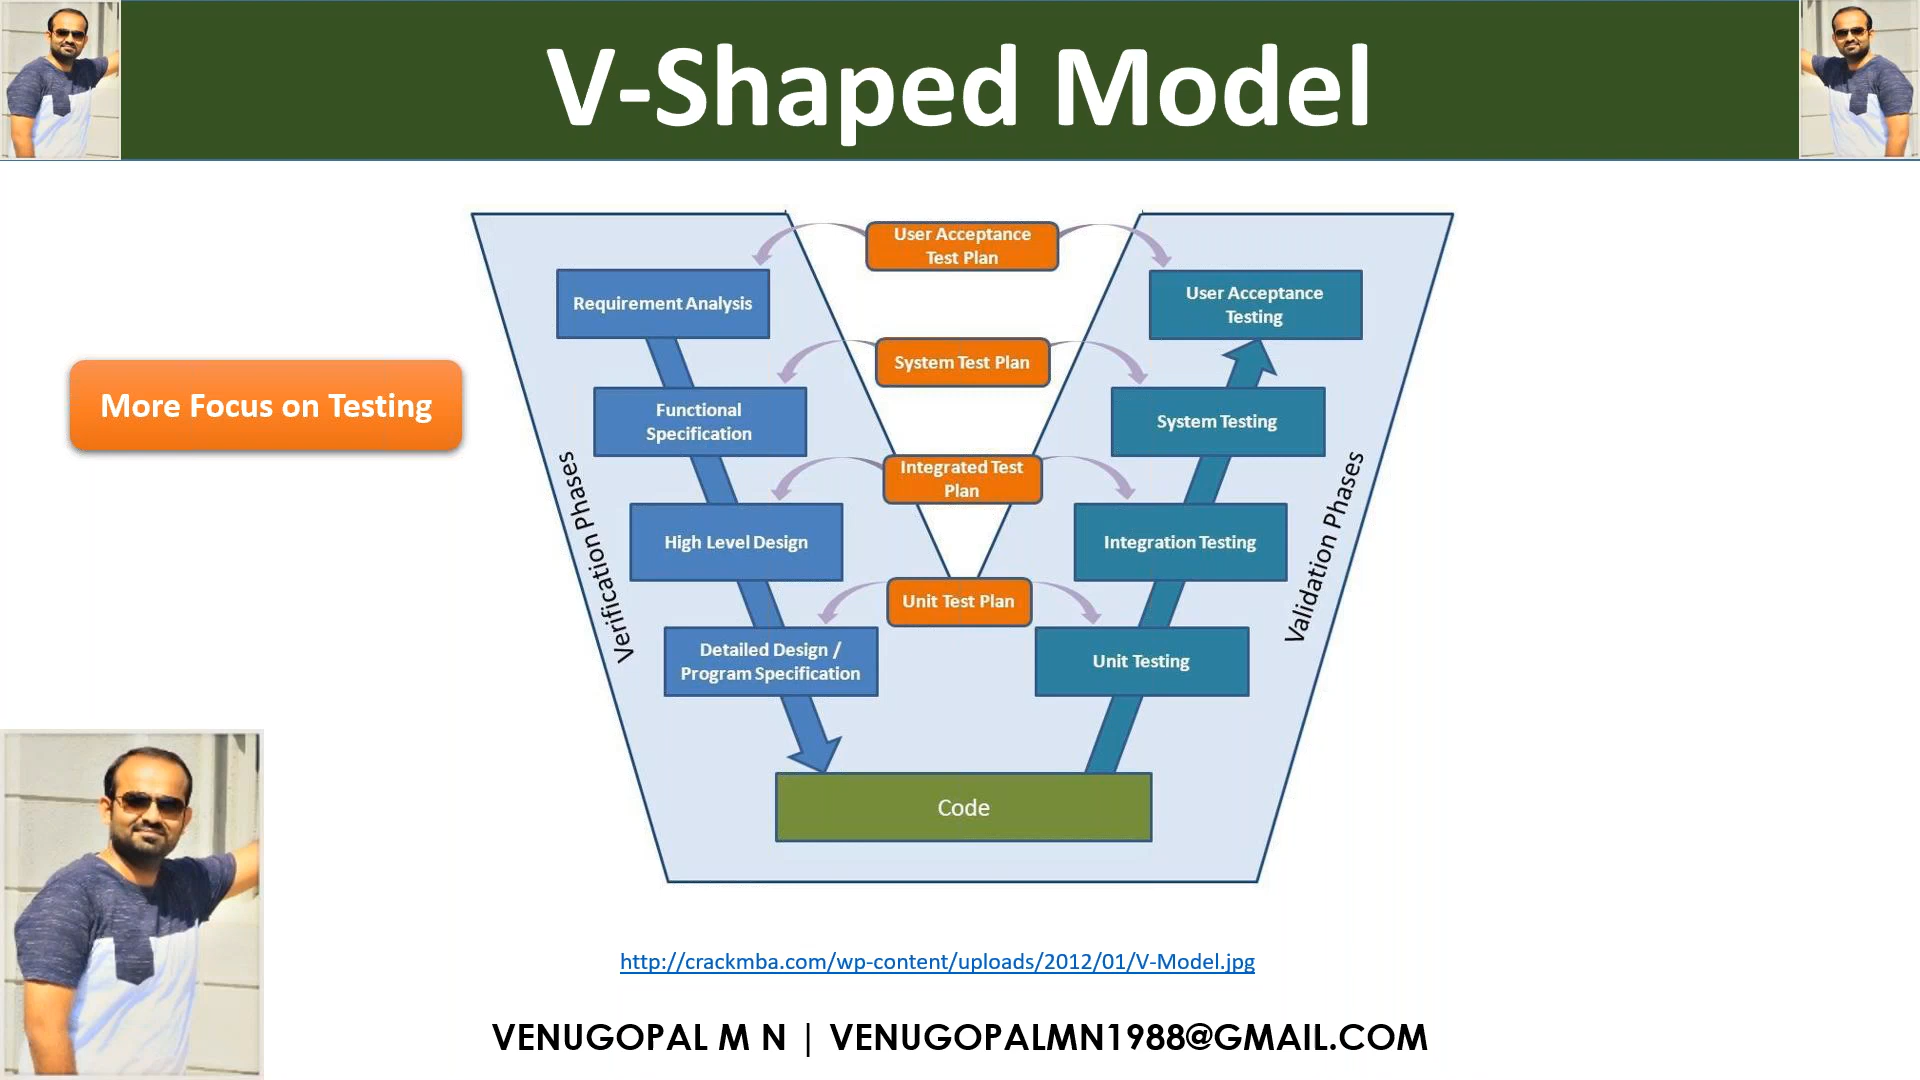 V-Shaped Model
User Acceptance
Test Plan
Requirement Analysis
User Acceptance
Testing
System Test Plan
More Focus on Testing
Functional
Specification
System Testing
Integrated Test
Plan
Verification Phases
Validation Phases
High Level Design
Integration Testing
Unit Test Plan
Detailed Design /
Program Specification
Unit Testing
Code
http://crackmba.com/wp-content/uploads/2012/01/V-Model.jpg
VENUGOPAL M N | VENUGOPALMN1988@GMAIL.COM